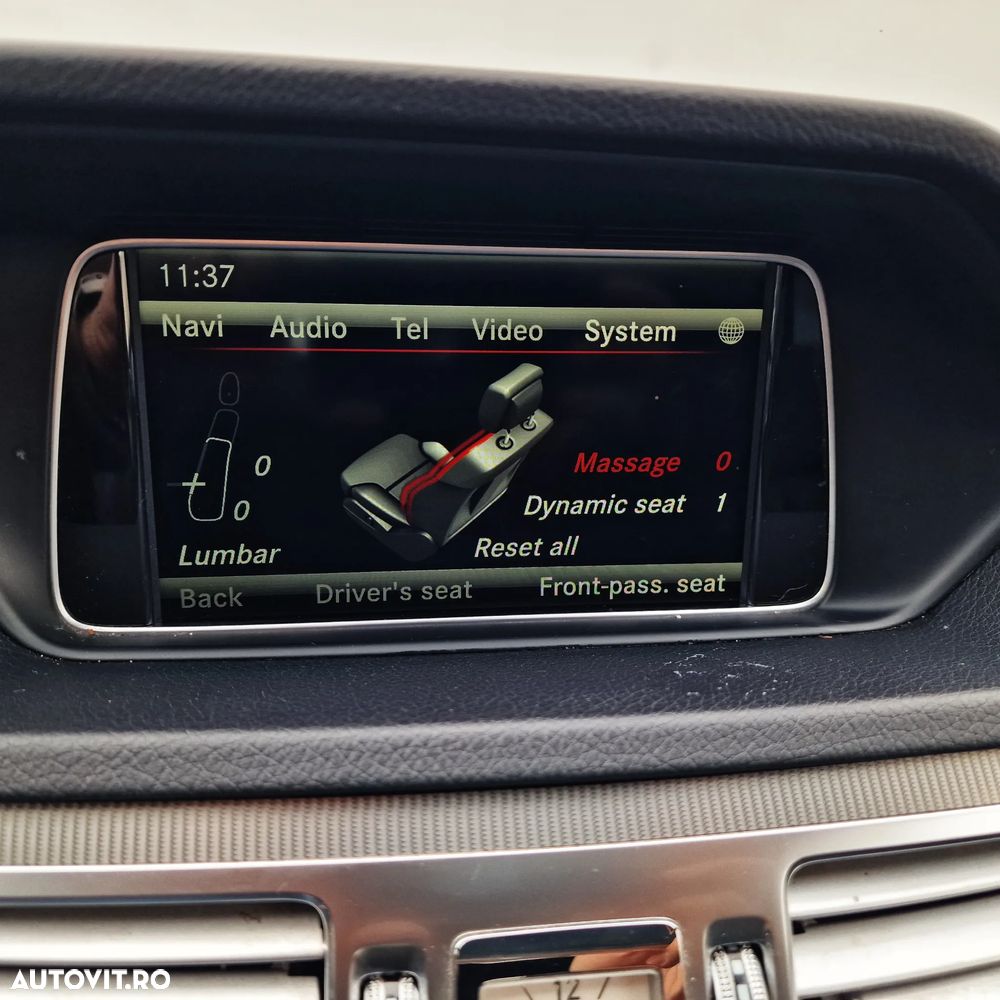 11:37
Navi Audio Tel Video System
0
Massage 0
0
Dynamic seat 1
Lumbar
Reset all
Back Driver's seat Front-pass. seat
12
AUTOVIT.RO